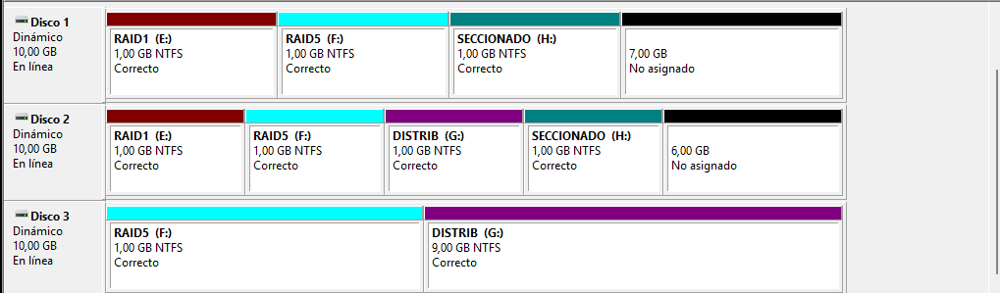 Disco 1
Dinámico
10,00 GB
En línea
RAID1 (E:)
1,00 GB NTFS
Correcto
RAID5 (F:)
1,00 GB NTFS
Correcto
SECCIONADO (H:)
1,00 GB NTFS
Correcto
7,00 GB
No asignado
Disco 2
Dinámico
10,00 GB
En línea
RAID1 (E:)
1,00 GB NTFS
Correcto
RAID5 (F:)
1,00 GB NTFS
Correcto
DISTRIB (G:)
1,00 GB NTFS
Correcto
SECCIONADO (H:)
1,00 GB NTFS
Correcto
6,00 GB
No asignado
Disco 3
Dinámico
10,00 GB
En línea
RAID5 (F:)
1,00 GB NTFS
Correcto
DISTRIB (G:)
9,00 GB NTFS
Correcto